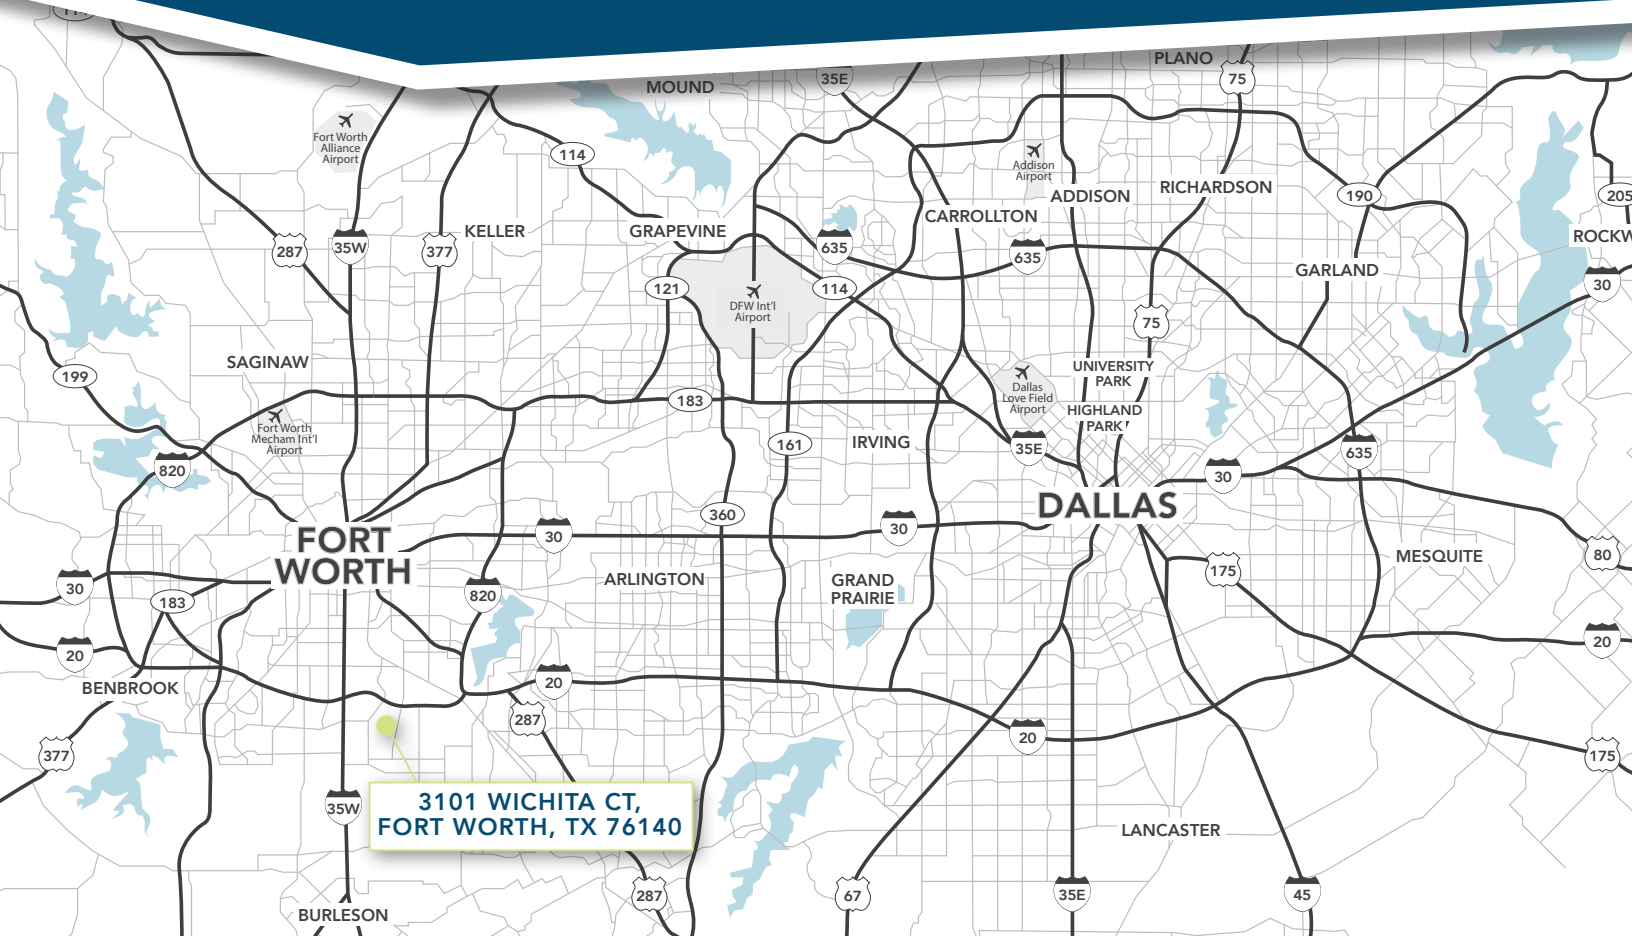 MOUND
35E
PLANO
75
Fort Worth
Alliance
Airport
114
Addison
Airport
ADDISON
RICHARDSON
190
205
CARROLLTON
287
35W
377
KELLER
GRAPEVINE
635
635
ROCKW
GARLAND
30
121
DFW Int'l
Airport
114
75
SAGINAW
199
UNIVERSITY
PARK
Dallas
Love Field
Airport
HIGHLAND
PARK
183
Fort Worth
Mecham Int'l
Airport
161
IRVING
35E
635
820
30
DALLAS
360
30
30
FORT
WORTH
80
MESQUITE
175
ARLINGTON
GRAND
PRAIRIE
30
183
820
20
20
BENBROOK
20
287
20
377
175
3101 WICHITA CT,
FORT WORTH, TX 76140
35W
LANCASTER
287
67
35E
45
BURLESON